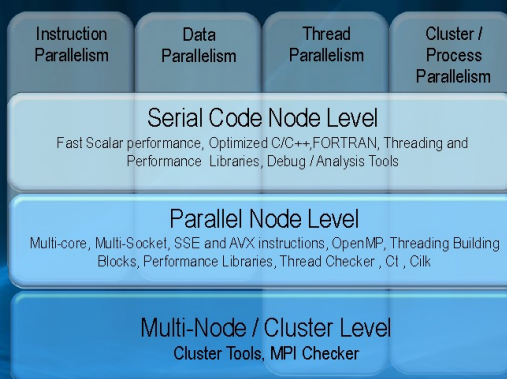 Instruction
Parallelism
Data
Parallelism
Thread
Parallelism
Cluster /
Process
Parallelism
Serial Code Node Level
Fast Scalar performance, Optimized C/C++,FORTRAN, Threading and
Performance Libraries, Debug / Analysis Tools
Parallel Node Level
Multi-core, Multi-Socket, SSE and AVX instructions, OpenMP, Threading Building
Blocks, Performance Libraries, Thread Checker , Ct , Cilk
Multi-Node / Cluster Level
Cluster Tools, MPI Checker